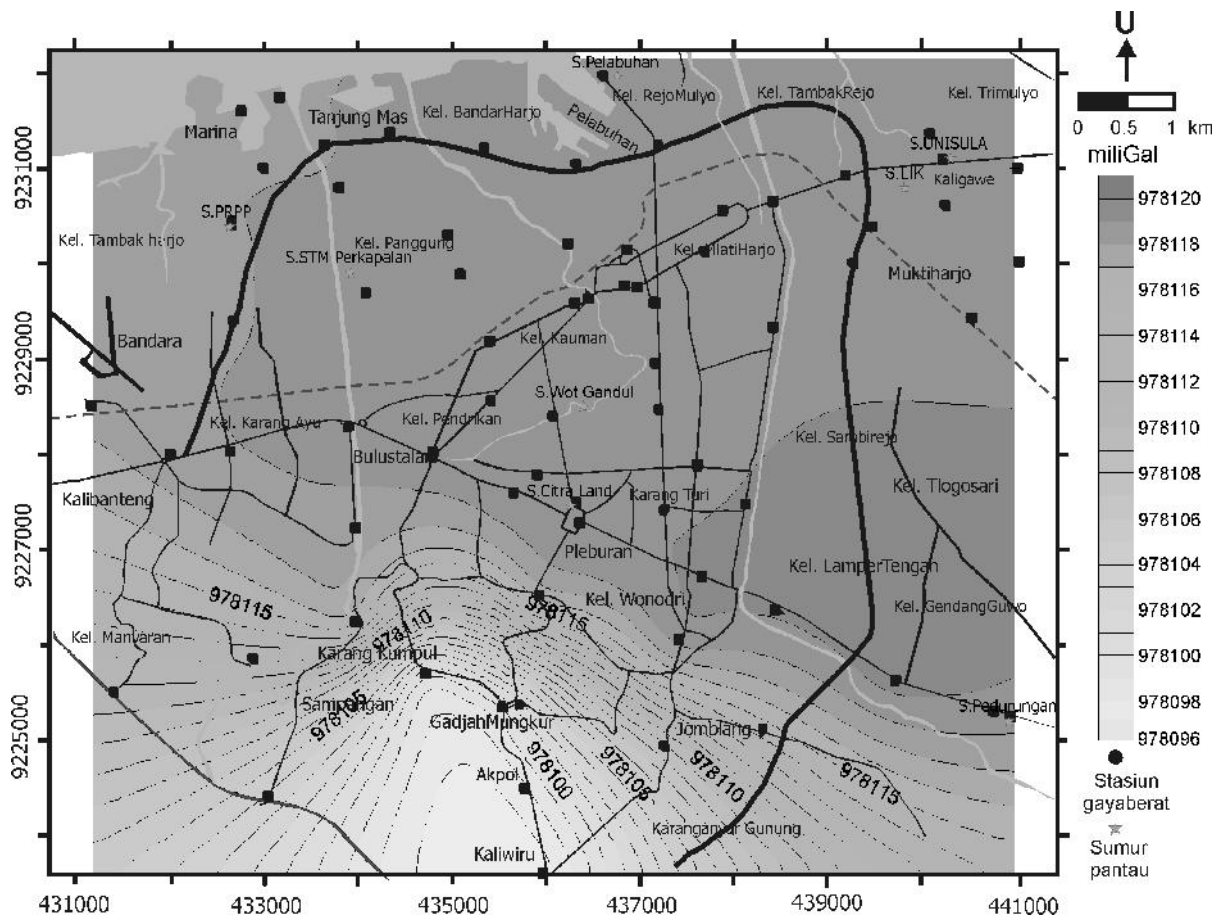 U
0 0.5 1 km
miliGal
978120
978118
978116
978114
978112
978110
978108
978106
978104
978102
978100
978098
978096
Stasiun
gayaberat
Sumur
pantau
S.Pelabuhan
Kel. RejoMulyo
Kel. TambakRejo
Kel. Trimulyo
Marina
Tanjung Mas
Kel. BandarHarjo
Pelabuhan
S.UNISULA
S.LIK
Kaligawe
S.PRPP
Kel. Tambak harjo
Kel. Panggung
S.STM Perkapalan
Kel. MlatiHarjo
Muktiharjo
Bandara
Kel. Kauman
S.Wot Gandul
Kel. Karang Ayu
Kel. Pendrikan
Kel. Sambirejo
Bulustalan
Kalibanteng
S.Citra Land
Karang Turi
Kel. Tlogosari
Pleburan
Kel. LamperTengah
Kel. Wonodri
Kel. GendangGuwo
978115
978110
978115
Kel. Manyaran
Karang Kumpul
Sampangan
978105
GadjahMungkur
S.Pedurungan
Jomblang
Akpol
978100
978105
978110
978115
Karanganyar Gunung
Kaliwiru
9231000
9229000
9227000
9225000
431000
433000
435000
437000
439000
441000